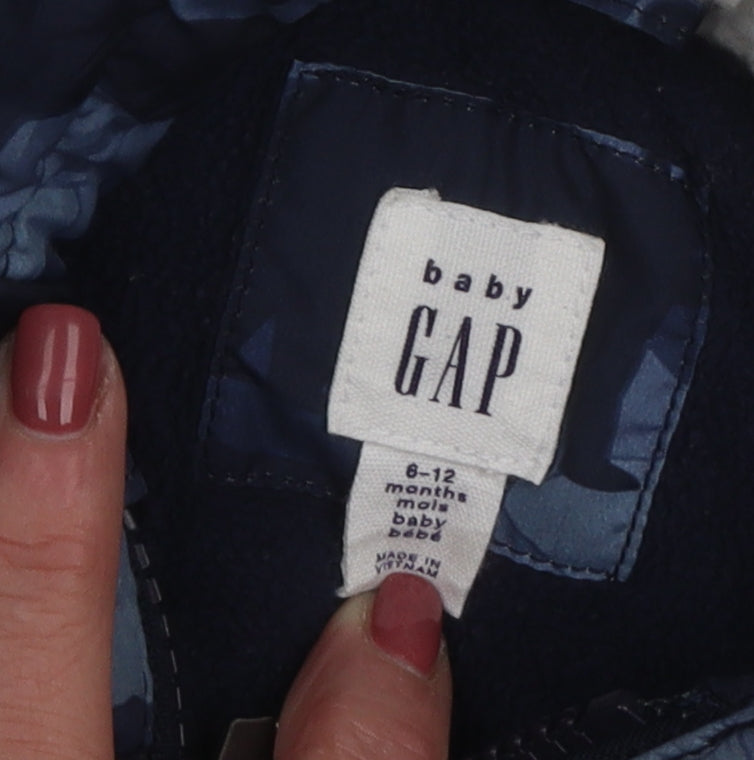 baby
GAP
6-12
months
mois
baby
bébé
MADE IN
VIETNAM